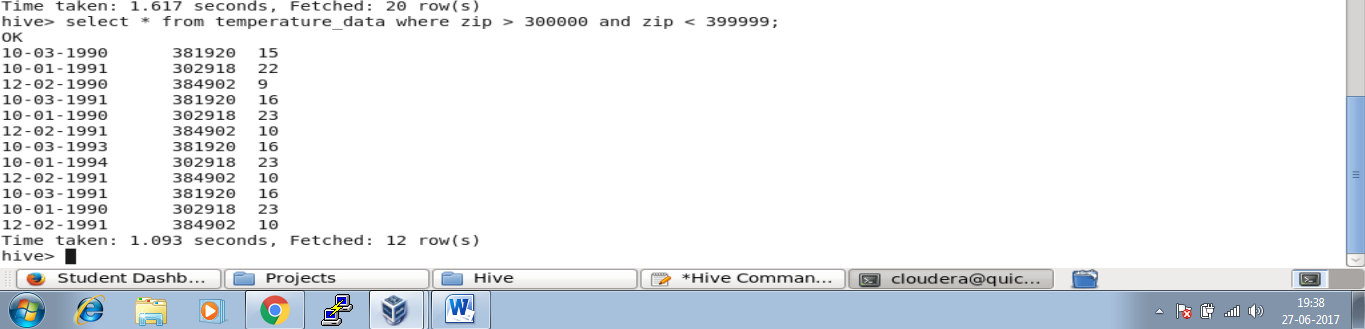 Time taken: 1.617 seconds, Fetched: 20 row(s)
hive> select * from temperature_data where zip > 300000 and zip < 399999;
OK
10-03-1990 381920 15
10-01-1991 302918 22
12-02-1990 384902 9
10-03-1991 381920 16
10-01-1990 302918 23
12-02-1991 384902 10
10-03-1993 381920 16
10-01-1994 302918 23
12-02-1991 384902 10
10-03-1991 381920 16
10-01-1990 302918 23
12-02-1991 384902 10
Time taken: 1.093 seconds, Fetched: 12 row(s)
hive>
Student Dashb... Projects Hive *Hive Comman... cloudera@quic...
19:38
27-06-2017